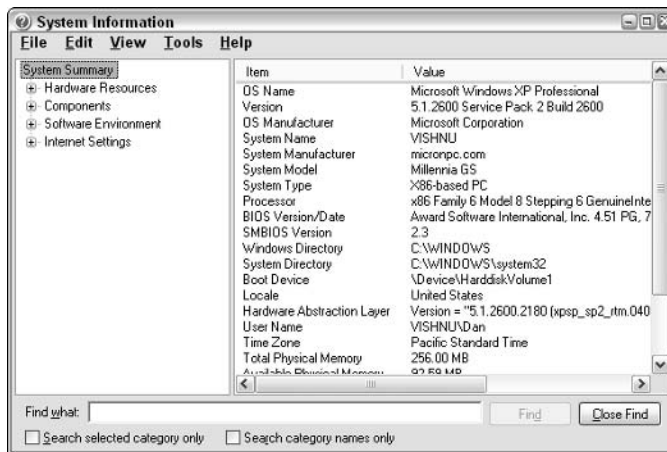 System Information
File Edit View Tools Help
System Summary
Hardware Resources
Components
Software Environment
Internet Settings
Item Value
OS Name Microsoft Windows XP Professional
Version 5.1.2600 Service Pack 2 Build 2600
OS Manufacturer Microsoft Corporation
System Name VISHNU
System Manufacturer micronpc.com
System Model Millennia GS
System Type X86-based PC
Processor x86 Family 6 Model 8 Stepping 6 GenuineInte
BIOS Version/Date Award Software International, Inc. 4.51 PG, 7
SMBIOS Version 2.3
Windows Directory C:\WINDOWS
System Directory C:\WINDOWS\system32
Boot Device \Device\HarddiskVolume1
Locale United States
Hardware Abstraction Layer Version = "5.1.2600.2180 (xpsp_sp2_rtm.040
User Name VISHNU\Dan
Time Zone Pacific Standard Time
Total Physical Memory 256.00 MB
Available Physical Memory 92.59 MB
Find what: Find Close Find
Search selected category only Search category names only